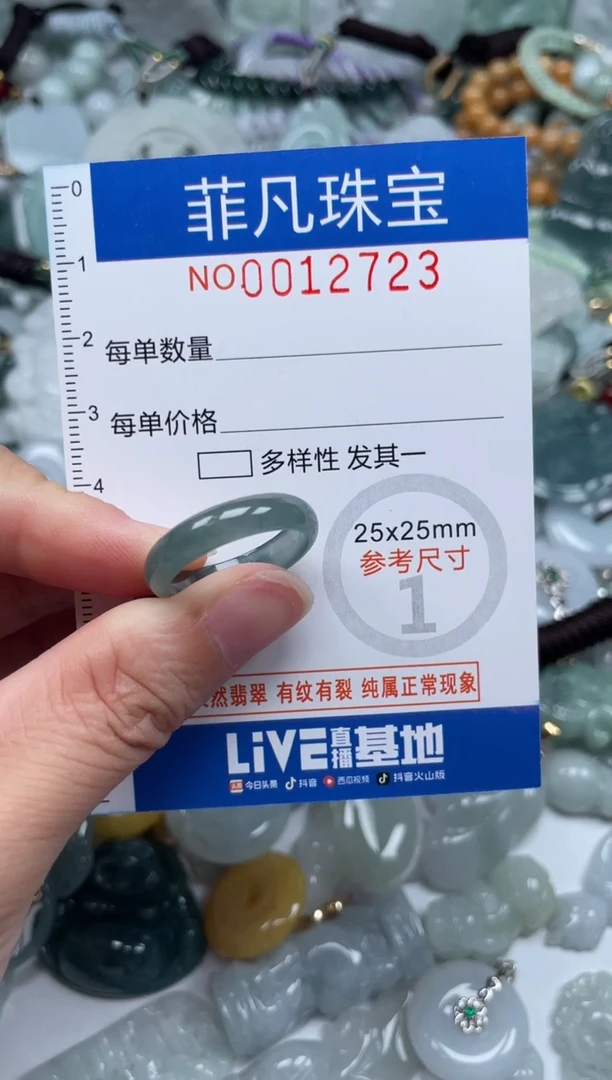 菲凡珠宝
NO.0012723
每单数量
每单价格
多样性 发其一
25x25mm
参考尺寸
1
然翡翠 有纹有裂 纯属正常现象
LiVE直播基地
今日头条 抖音 西瓜视频 抖音火山版
0
1
2
3
4